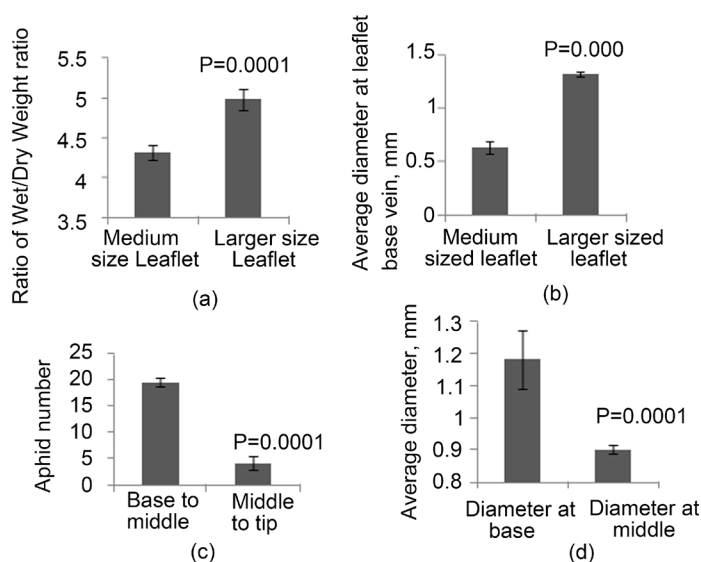 Ratio of Wet/Dry Weight ratio
5.5
5
4.5
4
3.5
P=0.0001
Medium
size Leaflet
Larger size
Leaflet
(a)
Average diameter at leaflet
base vein, mm
1.5
1
0.5
0
P=0.000
Medium
sized leaflet
Larger sized
leaflet
(b)
Aphid number
25
20
15
10
5
0
P=0.0001
Base to
middle
Middle
to tip
(c)
Average diameter, mm
1.3
1.2
1.1
1
0.9
0.8
P=0.0001
Diameter at
base
Diameter at
middle
(d)